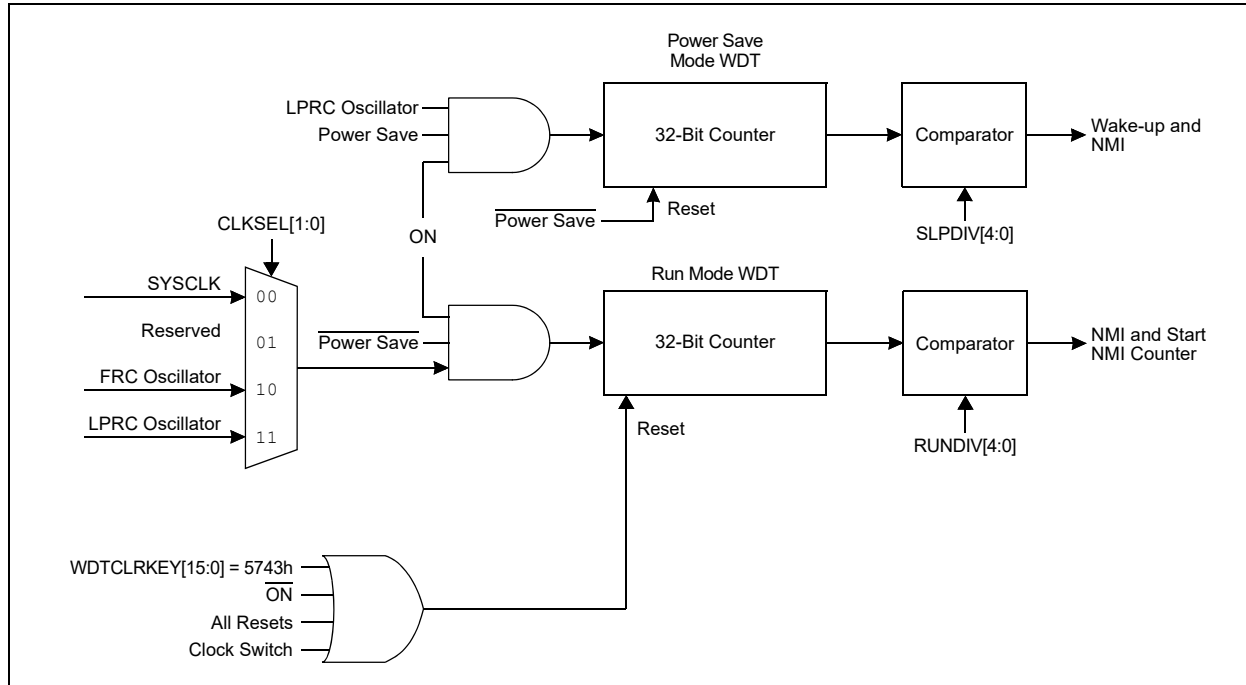 Power Save
Mode WDT
LPRC Oscillator
Power Save
32-Bit Counter
Comparator
Wake-up and
NMI
Power Save
Reset
SLPDIV[4:0]
CLKSEL[1:0]
ON
Run Mode WDT
SYSCLK
00
Reserved
01
Power Save
32-Bit Counter
Comparator
NMI and Start
NMI Counter
FRC Oscillator
10
LPRC Oscillator
11
Reset
RUNDIV[4:0]
WDTCLRKEY[15:0] = 5743h
ON
All Resets
Clock Switch